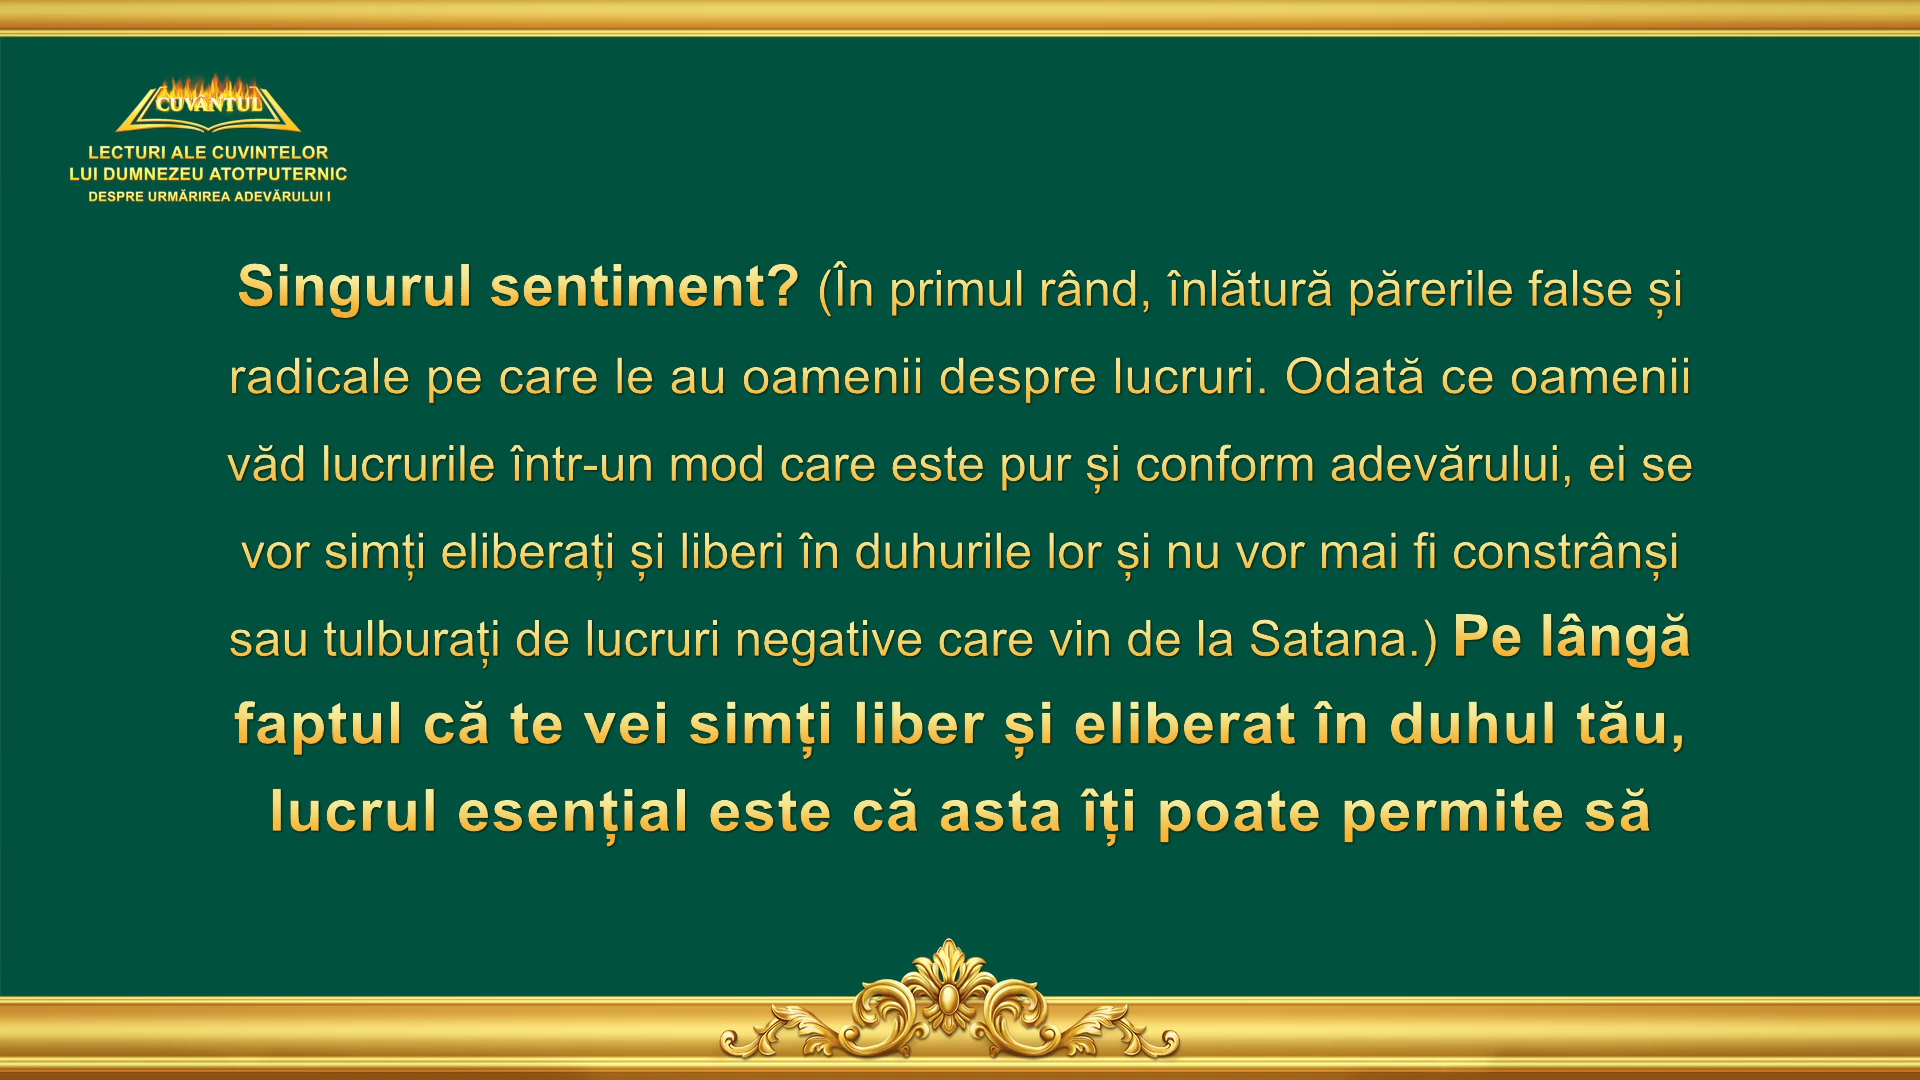 CUVÂNTUL
LECTURI ALE CUVINTELOR
LUI DUMNEZEU ATOTPUTERNIC
DESPRE URMĂRIREA ADEVĂRULUI I
Singurul sentiment? (În primul rând, înlătură părerile false și
radicale pe care le au oamenii despre lucruri. Odată ce oamenii
văd lucrurile într-un mod care este pur și conform adevărului, ei se
vor simți eliberați și liberi în duhurile lor și nu vor mai fi constrânși
sau tulburați de lucruri negative care vin de la Satana.) Pe lângă
faptul că te vei simți liber și eliberat în duhul tău,
lucrul esențial este că asta îți poate permite să